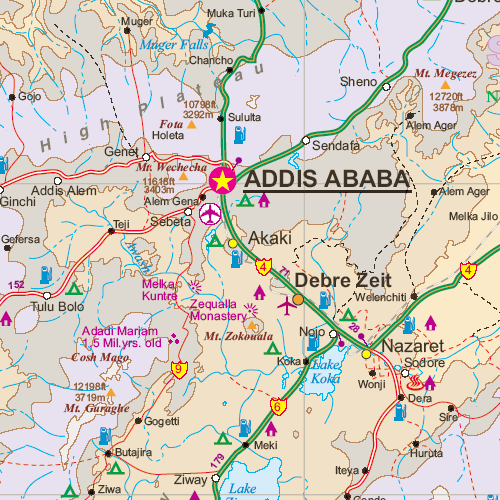 Muka Turi
Debre
Muger
Muger Falls
Chancho
High Plateau
Sheno
Mt. Megezez
12720ft
3878m
Gojo
10798ft
3292m
Fota
Sululta
Holeta
Alem Ager
Sendafa
Genet
Mt. Wechecha
11618ft
3403m
ADDIS ABABA
Addis Alem
Ginchi
Alem Gena
Alem Ager
Sebeta
Melka Jilo
Teji
Gefersa
Akaki
Awash
4
77
4
152
Melka
Kuntre
Debre Zeit
Zequalla
Monastery
Welenchiti
Tulu Bolo
Adadi Mariam
1.5 Mil.yrs. old
Mt. Zokouala
Nojo
28
Nazaret
Cosh Mago
9
Koka
Lake
Koka
Sodore
Wonji
12198ft
3719m
Mt. Guraghe
Dera
6
Sire
Gogetti
Meki
Huruta
Butajira
179
Iteya
Ziway
Ziwa
Lake
Ziway